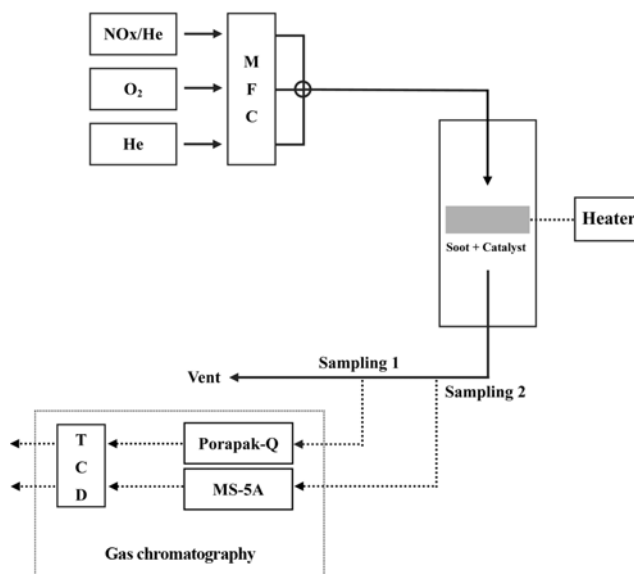 NOx/He
O₂
He
M
F
C
Heater
Soot + Catalyst
Sampling 1
Vent
Sampling 2
T
C
D
Porapak-Q
MS-5A
Gas chromatography